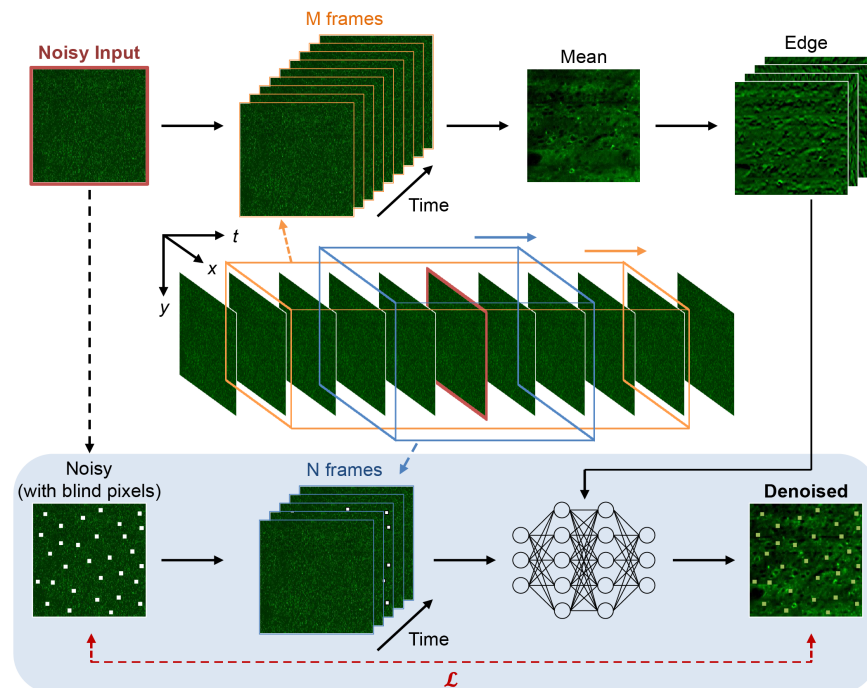 M frames
Noisy Input
Mean
Edge
Time
t
x
y
Noisy
(with blind pixels)
N frames
Denoised
Time
ℒ